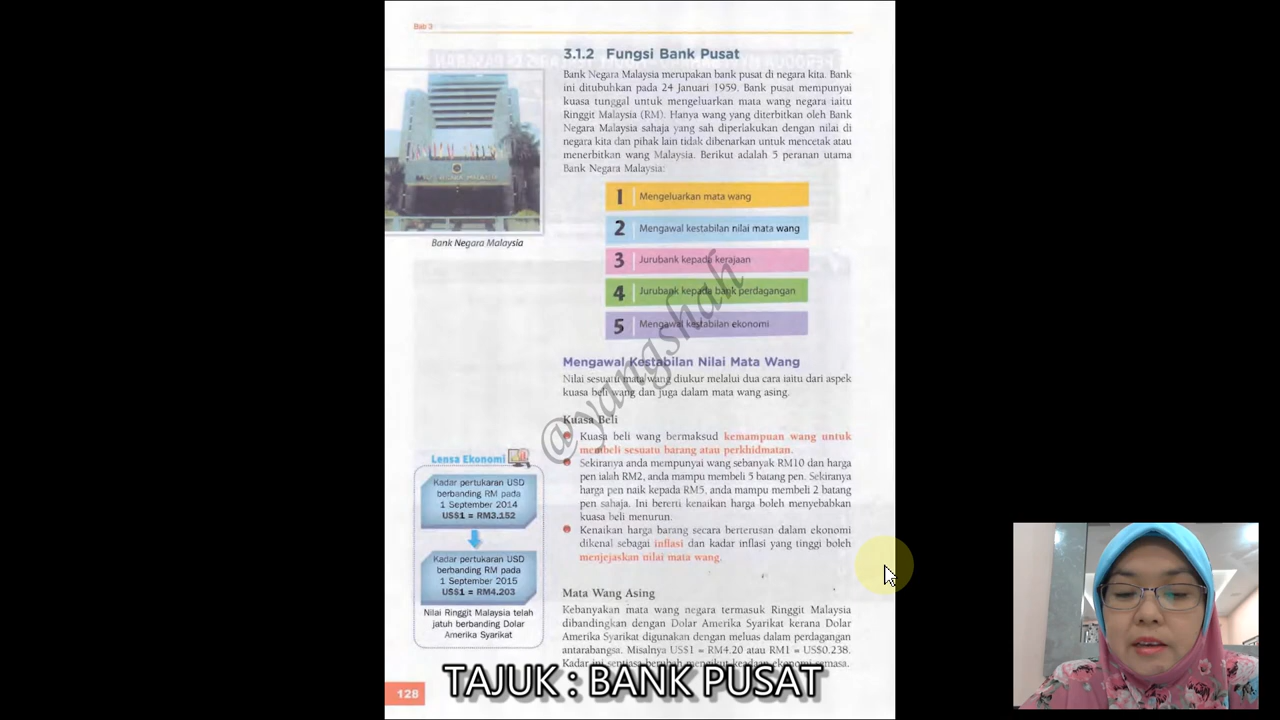 Bab 3
3.1.2 Fungsi Bank Pusat
Bank Negara Malaysia merupakan bank pusat di negara kita. Bank
ini ditubuhkan pada 24 Januari 1959. Bank pusat mempunyai
kuasa tunggal untuk mengeluarkan mata wang negara iaitu
Ringgit Malaysia (RM). Hanya wang yang diterbitkan oleh Bank
Negara Malaysia sahaja yang sah diperlakukan dengan nilai di
negara kita dan pihak lain tidak dibenarkan untuk mencetak atau
menerbitkan wang Malaysia. Berikut adalah 5 peranan utama
Bank Negara Malaysia:
Bank Negara Malaysia
1 Mengeluarkan mata wang
2 Mengawal kestabilan nilai mata wang
3 Jurubank kepada kerajaan
4 Jurubank kepada bank perdagangan
5 Mengawal kestabilan ekonomi
@yangshah
Mengawal Kestabilan Nilai Mata Wang
Nilai sesuatu mata wang diukur melalui dua cara iaitu dari aspek
kuasa beli wang dan juga dalam mata wang asing.
Kuasa Beli
Kuasa beli wang bermaksud kemampuan wang untuk
membeli sesuatu barang atau perkhidmatan.
Sekiranya anda mempunyai wang sebanyak RM10 dan harga
pen ialah RM2, anda mampu membeli 5 batang pen. Sekiranya
harga pen naik kepada RM5, anda mampu membeli 2 batang
pen sahaja. Ini bererti kenaikan harga boleh menyebabkan
kuasa beli menurun.
Kenaikan harga barang secara berterusan dalam ekonomi
dikenal sebagai inflasi dan kadar inflasi yang tinggi boleh
menjejaskan nilai mata wang.
Mata Wang Asing
Kebanyakan mata wang negara termasuk Ringgit Malaysia
dibandingkan dengan Dolar Amerika Syarikat kerana Dolar
Amerika Syarikat digunakan dengan meluas dalam perdagangan
antarabangsa. Misalnya US$1 = RM4.20 atau RM1 = US$0.238.
Kadar ini sentiasa berubah mengikut keadaan ekonomi semasa.
Lensa Ekonomi
Kadar pertukaran USD
berbanding RM pada
1 September 2014
US$1 = RM3.152
Kadar pertukaran USD
berbanding RM pada
1 September 2015
US$1 = RM4.203
Nilai Ringgit Malaysia telah
jatuh berbanding Dolar
Amerika Syarikat
128
TAJUK : BANK PUSAT